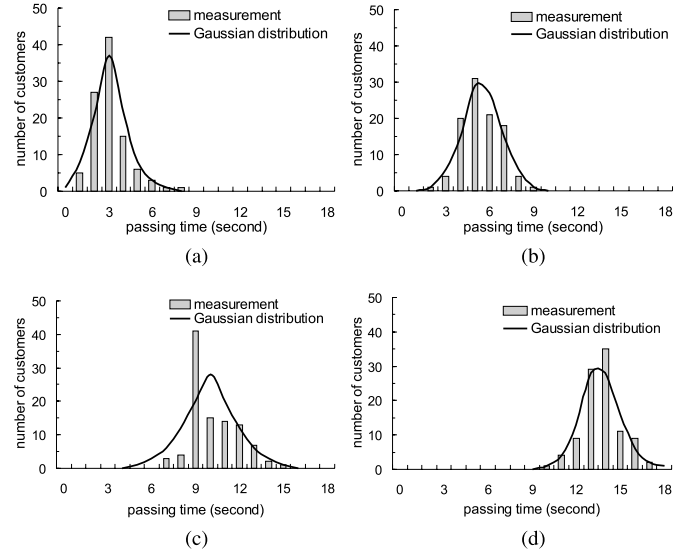 50
40
30
20
10
0
number of customers
measurement
Gaussian distribution
0 3 6 9 12 15 18
passing time (second)
(a)
50
40
30
20
10
0
number of customers
measurement
Gaussian distribution
0 3 6 9 12 15 18
passing time (second)
(b)
50
40
30
20
10
0
number of customers
measurement
Gaussian distribution
0 3 6 9 12 15 18
passing time (second)
(c)
50
40
30
20
10
0
number of customers
measurement
Gaussian distribution
0 3 6 9 12 15 18
passing time (second)
(d)